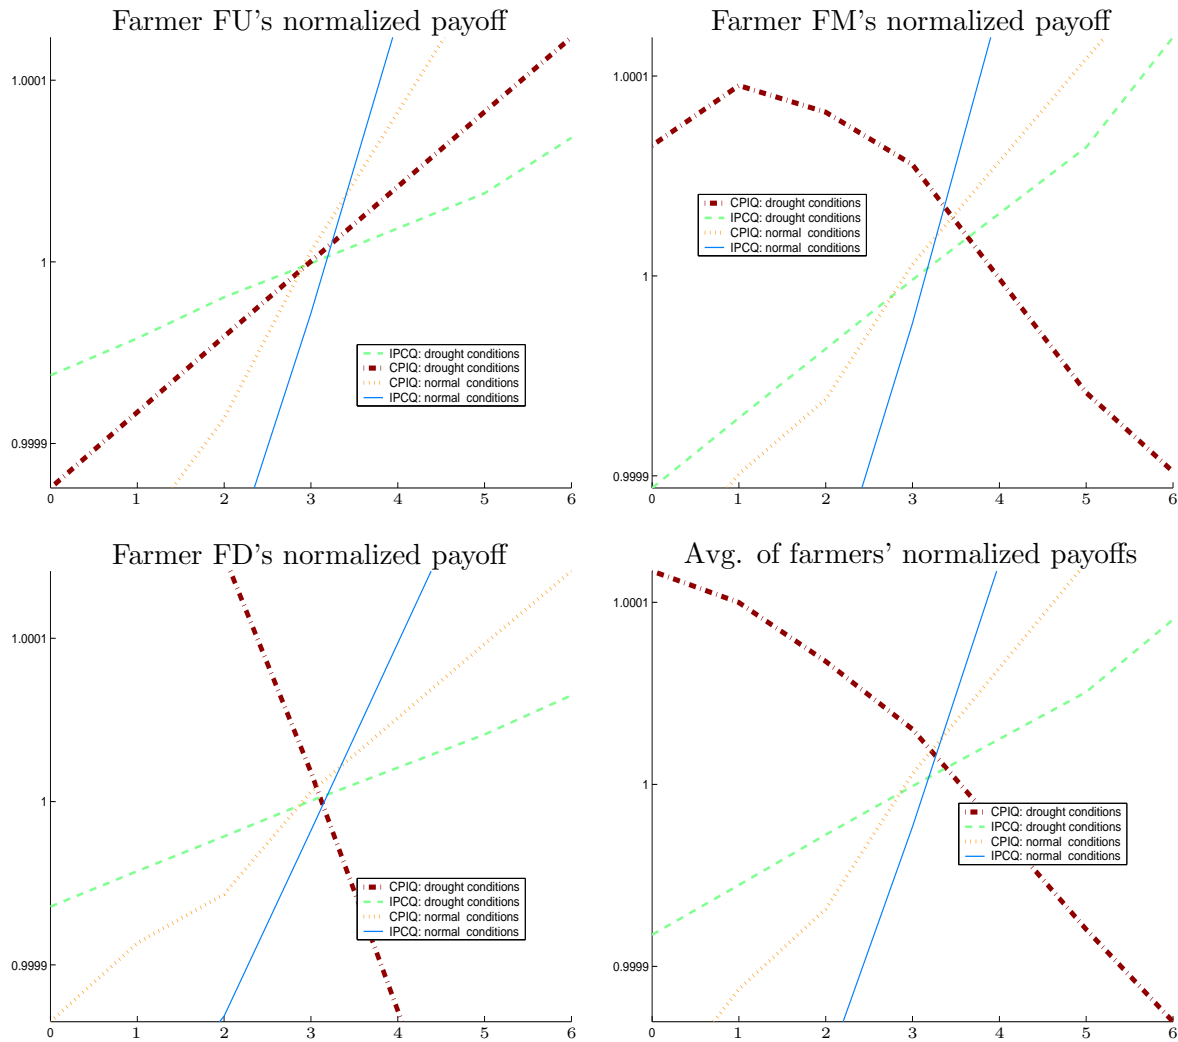 Farmer FU's normalized payoff
1.0001
1
0.9999
IPCQ: drought conditions
CPIQ: drought conditions
CPIQ: normal conditions
IPCQ: normal conditions
0 1 2 3 4 5 6
Farmer FM's normalized payoff
1.0001
1
0.9999
CPIQ: drought conditions
IPCQ: drought conditions
CPIQ: normal conditions
IPCQ: normal conditions
0 1 2 3 4 5 6
Farmer FD's normalized payoff
1.0001
1
0.9999
CPIQ: drought conditions
IPCQ: drought conditions
CPIQ: normal conditions
IPCQ: normal conditions
0 1 2 3 4 5 6
Avg. of farmers' normalized payoffs
1.0001
1
0.9999
CPIQ: drought conditions
IPCQ: drought conditions
CPIQ: normal conditions
IPCQ: normal conditions
0 1 2 3 4 5 6